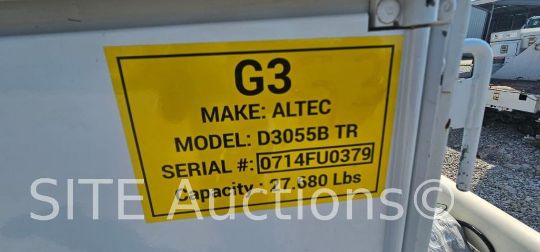 G3
MAKE: ALTEC
MODEL: D3055B TR
SERIAL #: 0714FU0379
Capacity - 27.680 Lbs
SITE Auctions.©